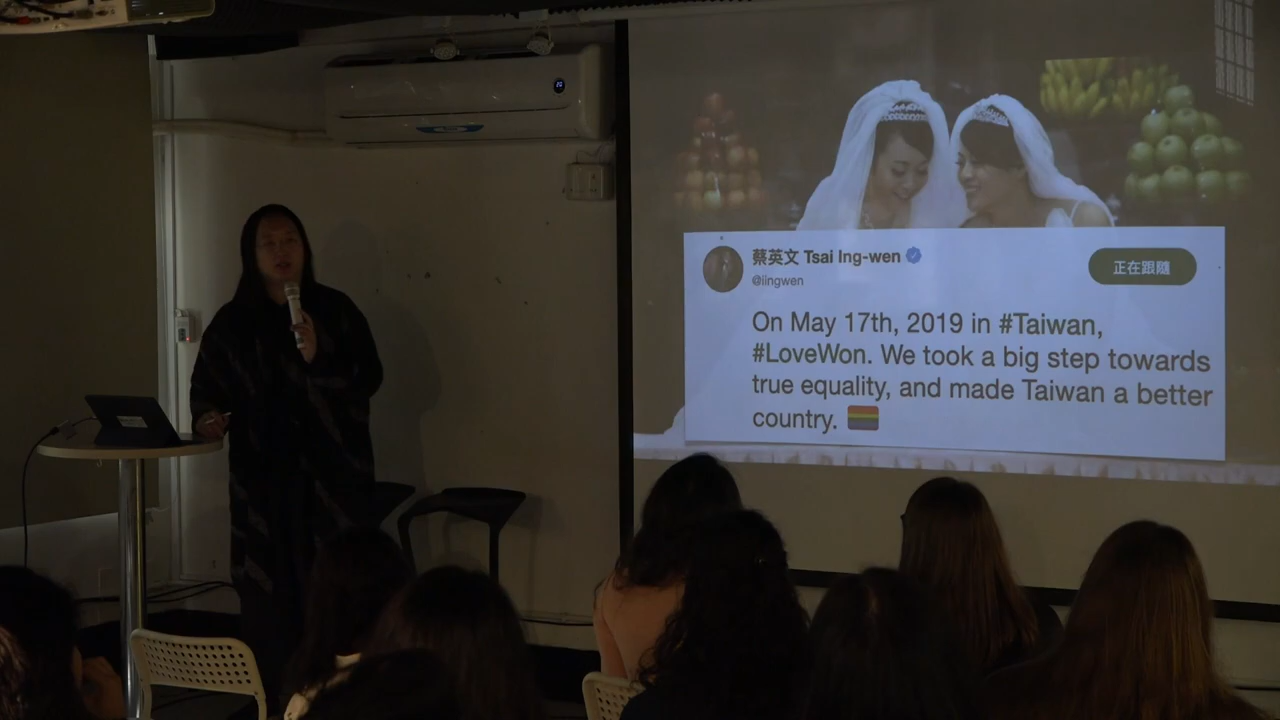 蔡英文 Tsai Ing-wen
@iingwen
正在跟隨
On May 17th, 2019 in #Taiwan,
#LoveWon. We took a big step towards
true equality, and made Taiwan a better
country.